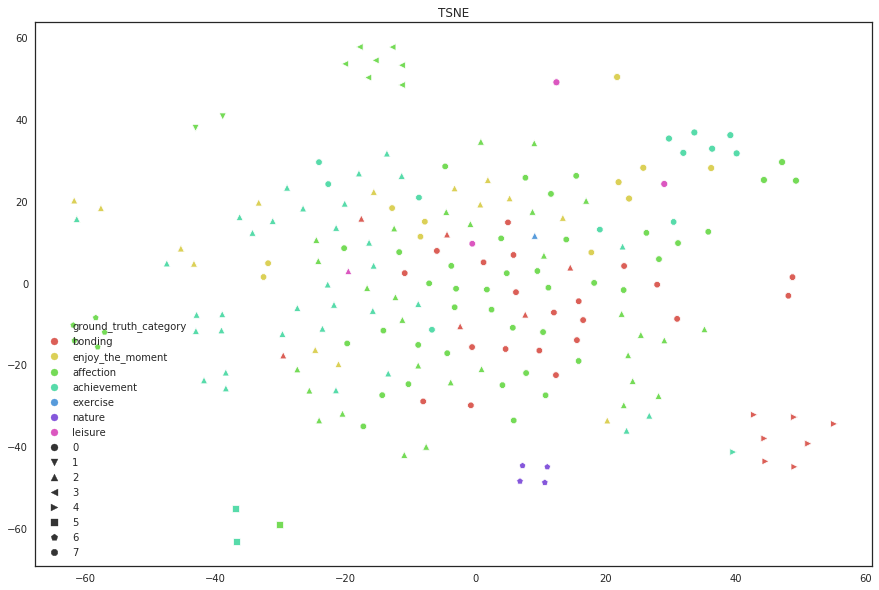 TSNE
60
40
20
0
−20
−40
−60
ground_truth_category
bonding
enjoy_the_moment
affection
achievement
exercise
nature
leisure
0
1
2
3
4
5
6
7
−60 −40 −20 0 20 40 60